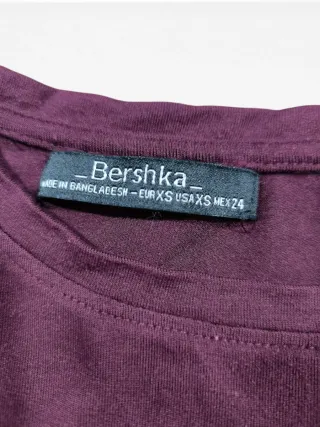 _Bershka_
MADE IN BANGLADESH - EUR XS USA XS MEX 24